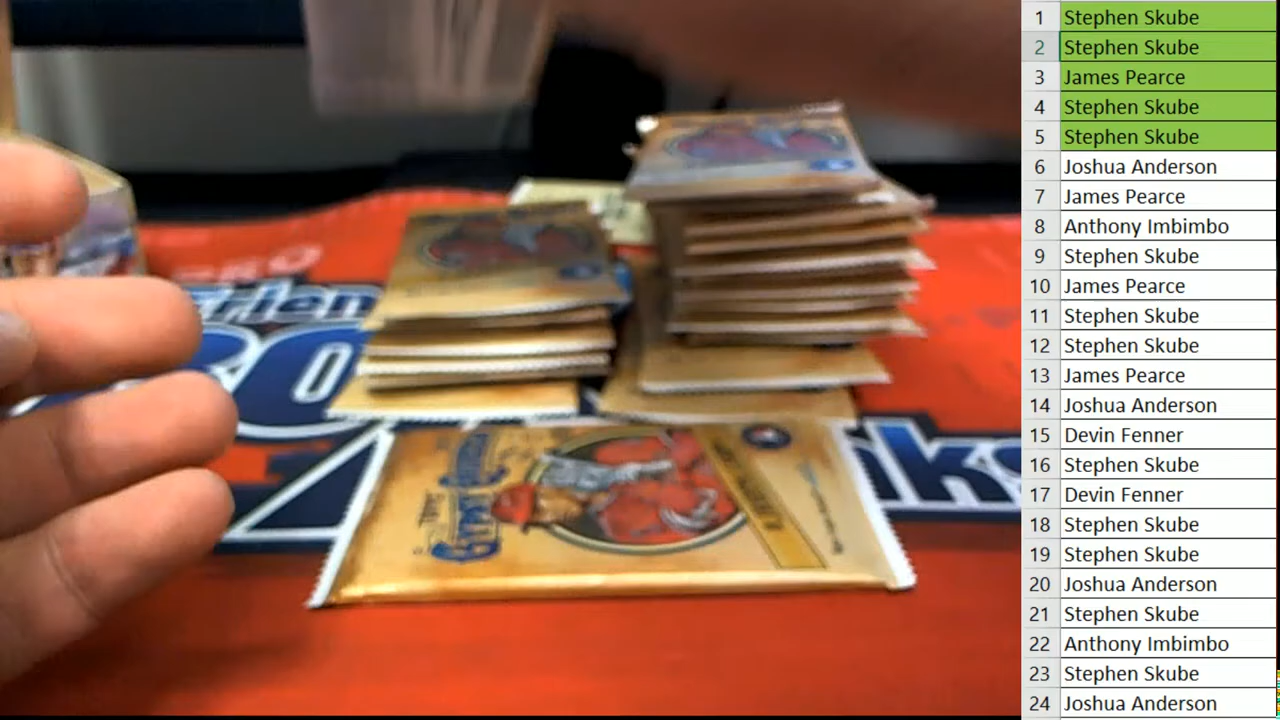 1 Stephen Skube
2 Stephen Skube
3 James Pearce
4 Stephen Skube
5 Stephen Skube
6 Joshua Anderson
7 James Pearce
8 Anthony Imbimbo
9 Stephen Skube
10 James Pearce
11 Stephen Skube
12 Stephen Skube
13 James Pearce
14 Joshua Anderson
15 Devin Fenner
16 Stephen Skube
17 Devin Fenner
18 Stephen Skube
19 Stephen Skube
20 Joshua Anderson
21 Stephen Skube
22 Anthony Imbimbo
23 Stephen Skube
24 Joshua Anderson
Topps
Gypsy Queen